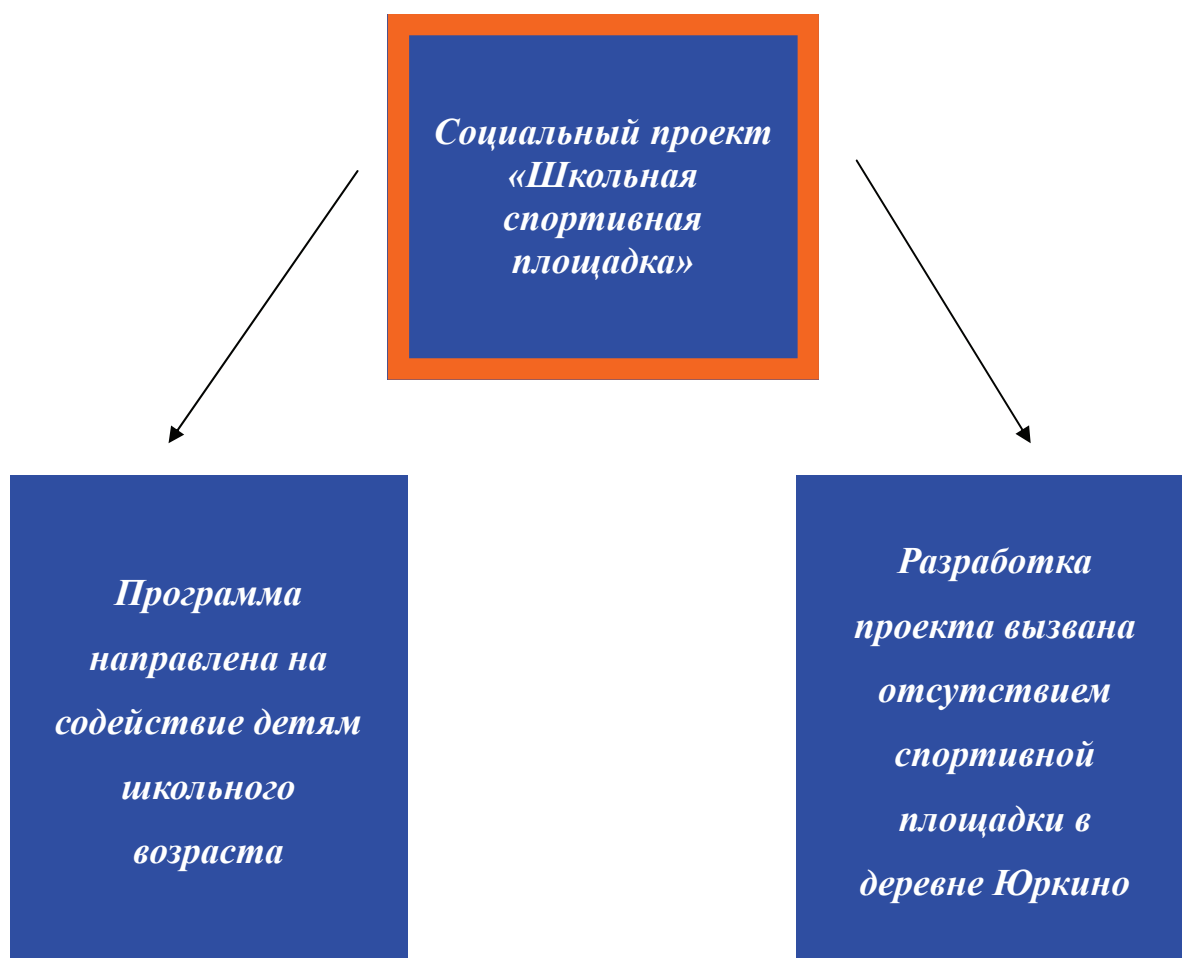 Социальный проект
«Школьная
спортивная
площадка»
Программа
направлена на
содействие детям
школьного
возраста
Разработка
проекта вызвана
отсутствием
спортивной
площадки в
деревне Юркино